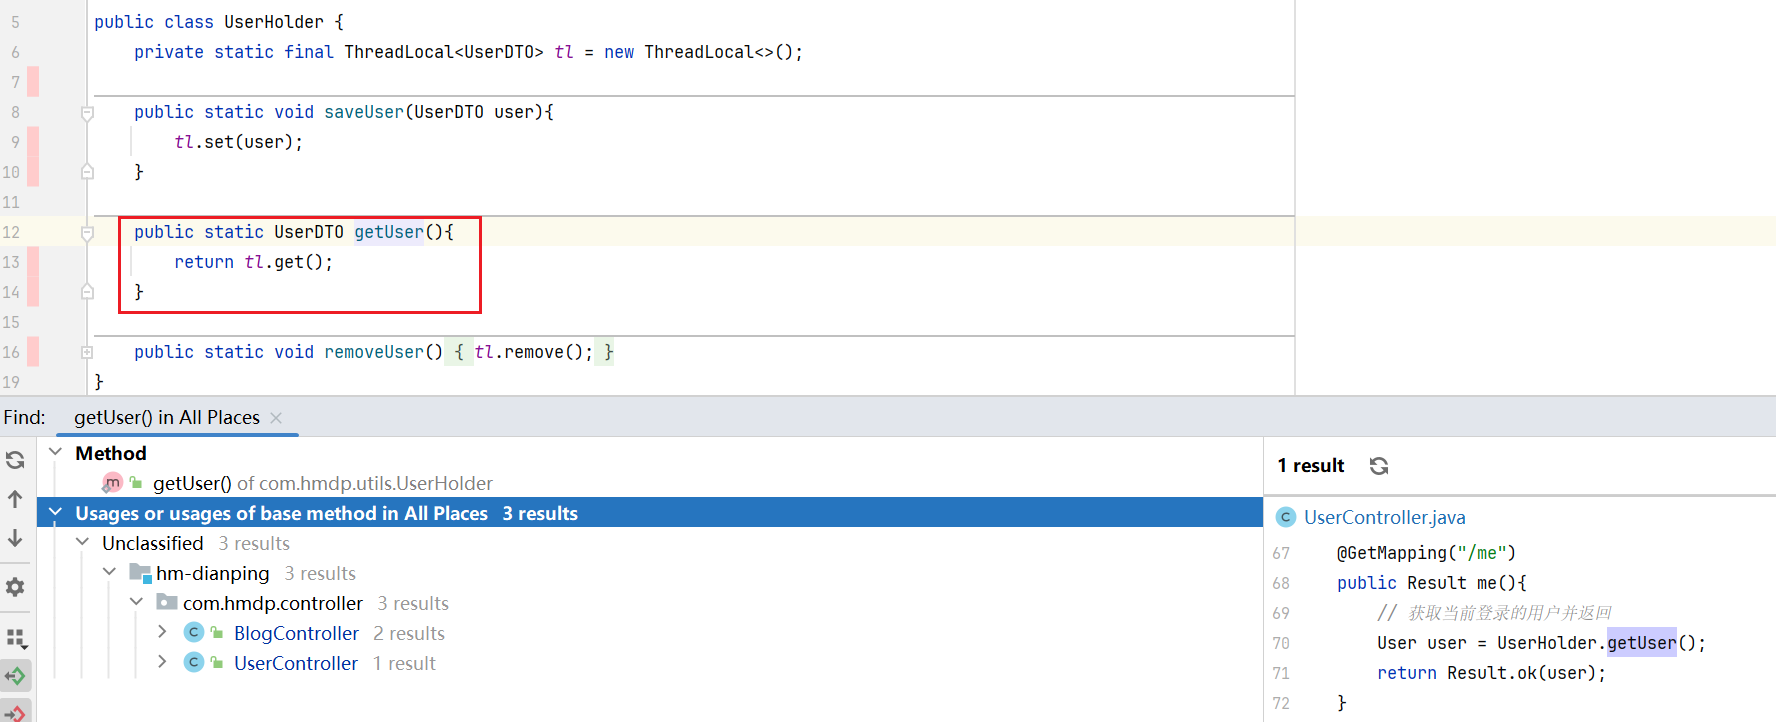 5 public class UserHolder {
6 private static final ThreadLocal<UserDTO> tl = new ThreadLocal<>();
7
8 public static void saveUser(UserDTO user){
9 tl.set(user);
10 }
11
12 public static UserDTO getUser(){
13 return tl.get();
14 }
15
16 public static void removeUser() { tl.remove(); }
19 }
Find: getUser() in All Places
Method
m getUser() of com.hmdp.utils.UserHolder
Usages or usages of base method in All Places 3 results
Unclassified 3 results
hm-dianping 3 results
com.hmdp.controller 3 results
C BlogController 2 results
C UserController 1 result
1 result
C UserController.java
67 @GetMapping("/me")
68 public Result me(){
69 // 获取当前登录的用户并返回
70 User user = UserHolder.getUser();
71 return Result.ok(user);
72 }